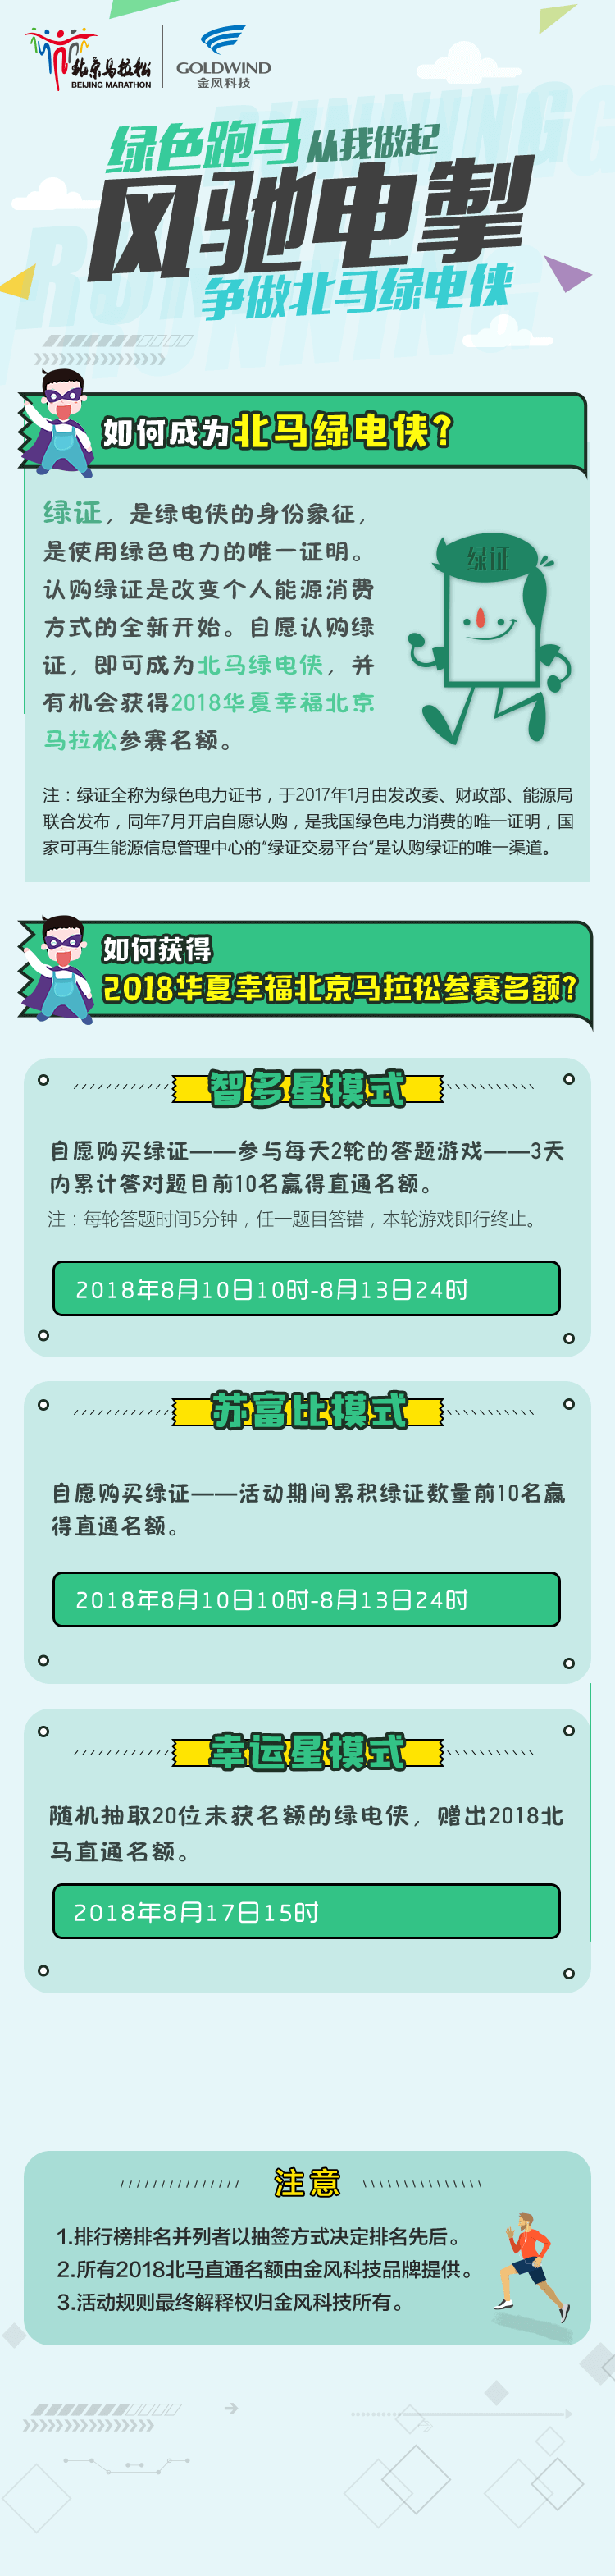 北京马拉松
BEIJING MARATHON
GOLDWIND
金风科技
RUNNINGG
RUNNING
绿色跑马 从我做起
风驰电掣
争做北马绿电侠
如何成为北马绿电侠?
绿证，是绿电侠的身份象征，
是使用绿色电力的唯一证明。
认购绿证是改变个人能源消费
方式的全新开始。自愿认购绿
证，即可成为北马绿电侠，并
有机会获得2018华夏幸福北京
马拉松参赛名额。
绿证
注：绿证全称为绿色电力证书，于2017年1月由发改委、财政部、能源局
联合发布，同年7月开启自愿认购，是我国绿色电力消费的唯一证明，国
家可再生能源信息管理中心的“绿证交易平台”是认购绿证的唯一渠道。
如何获得
2018华夏幸福北京马拉松参赛名额?
智多星模式
自愿购买绿证——参与每天2轮的答题游戏——3天
内累计答对题目前10名赢得直通名额。
注：每轮答题时间5分钟，任一题目答错，本轮游戏即行终止。
2018年8月10日10时-8月13日24时
苏富比模式
自愿购买绿证——活动期间累积绿证数量前10名赢
得直通名额。
2018年8月10日10时-8月13日24时
幸运星模式
随机抽取20位未获名额的绿电侠，赠出2018北
马直通名额。
2018年8月17日15时
注意
1.排行榜排名并列者以抽签方式决定排名先后。
2.所有2018北马直通名额由金风科技品牌提供。
3.活动规则最终解释权归金风科技所有。